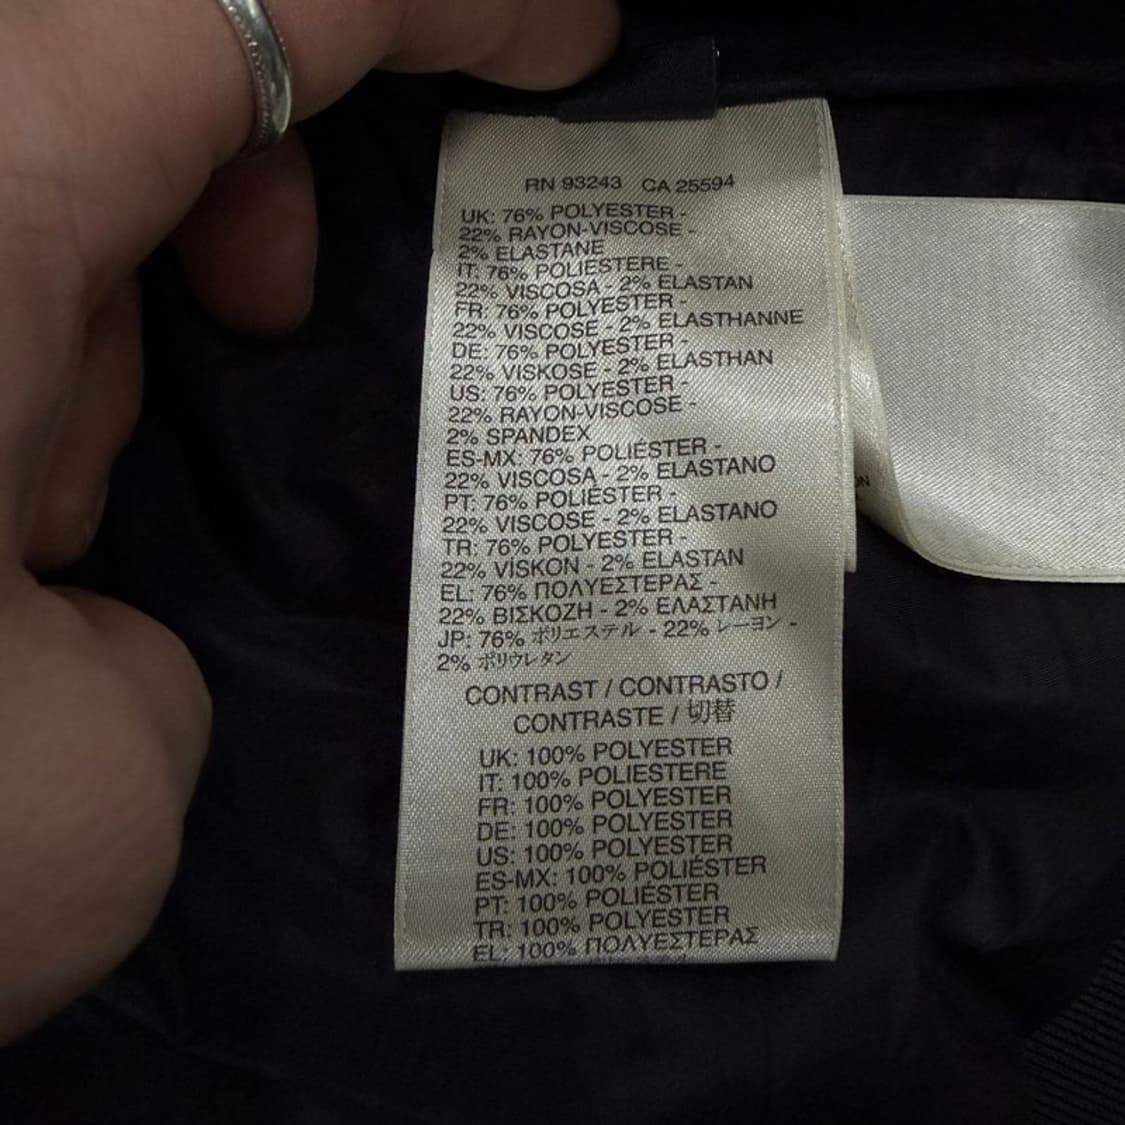 RN 93243 CA 25594
UK: 76% POLYESTER -
22% RAYON-VISCOSE -
2% ELASTANE
IT: 76% POLIESTERE -
22% VISCOSA - 2% ELASTAN
FR: 76% POLYESTER -
22% VISCOSE - 2% ELASTHANNE
DE: 76% POLYESTER -
22% VISKOSE - 2% ELASTHAN
US: 76% POLYESTER -
22% RAYON-VISCOSE -
2% SPANDEX
ES-MX: 76% POLIÉSTER -
22% VISCOSA - 2% ELASTANO
PT: 76% POLIÉSTER -
22% VISCOSE - 2% ELASTANO
TR: 76% POLYESTER -
22% VİSKON - 2% ELASTAN
EL: 76% ΠΟΛΥΕΣΤΕΡΑΣ -
22% ΒΙΣΚΟΖΗ - 2% ΕΛΑΣΤΑΝΗ
JP: 76% ポリエステル - 22% レーヨン -
2% ポリウレタン
CONTRAST / CONTRASTO /
CONTRASTE / 切替
UK: 100% POLYESTER
IT: 100% POLIESTERE
FR: 100% POLYESTER
DE: 100% POLYESTER
US: 100% POLYESTER
ES-MX: 100% POLIÉSTER
PT: 100% POLIÉSTER
TR: 100% POLYESTER
EL: 100% ΠΟΛΥΕΣΤΕΡΑΣ